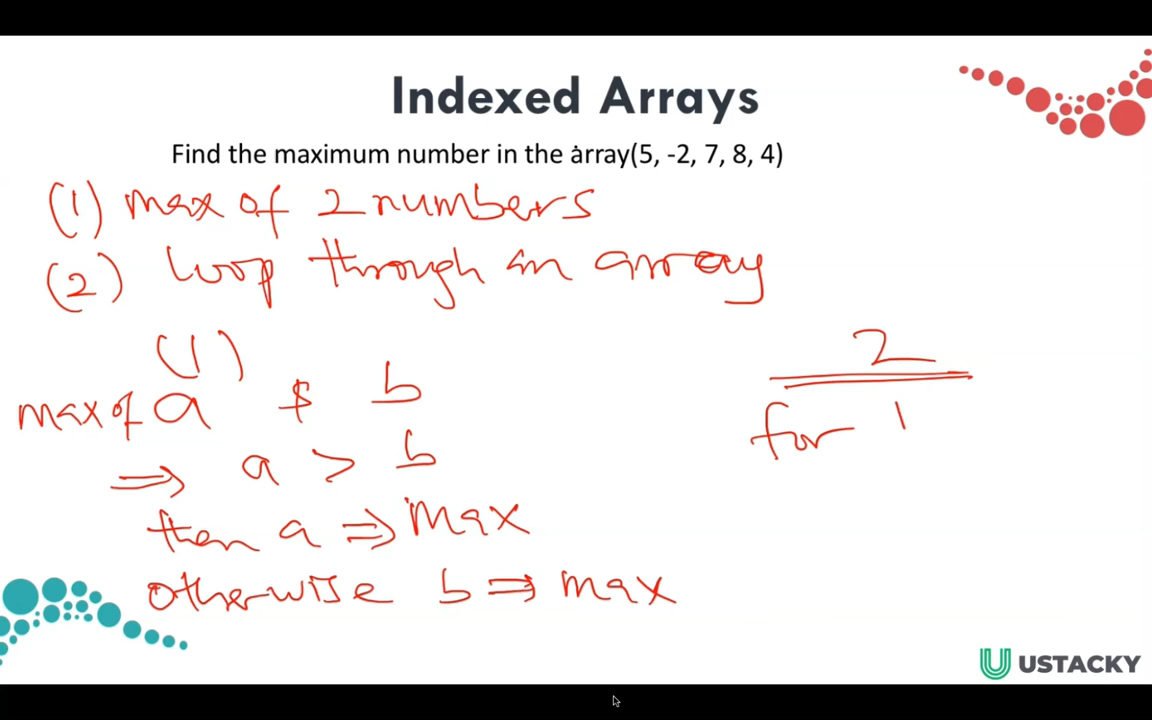 Indexed Arrays
Find the maximum number in the array(5, -2, 7, 8, 4)
(1) max of 2 numbers
(2) loop through an array
(1)
max of a & b
⇒ a > b
then a ⇒ max
otherwise b ⇒ max
2
for 1
USTACKY